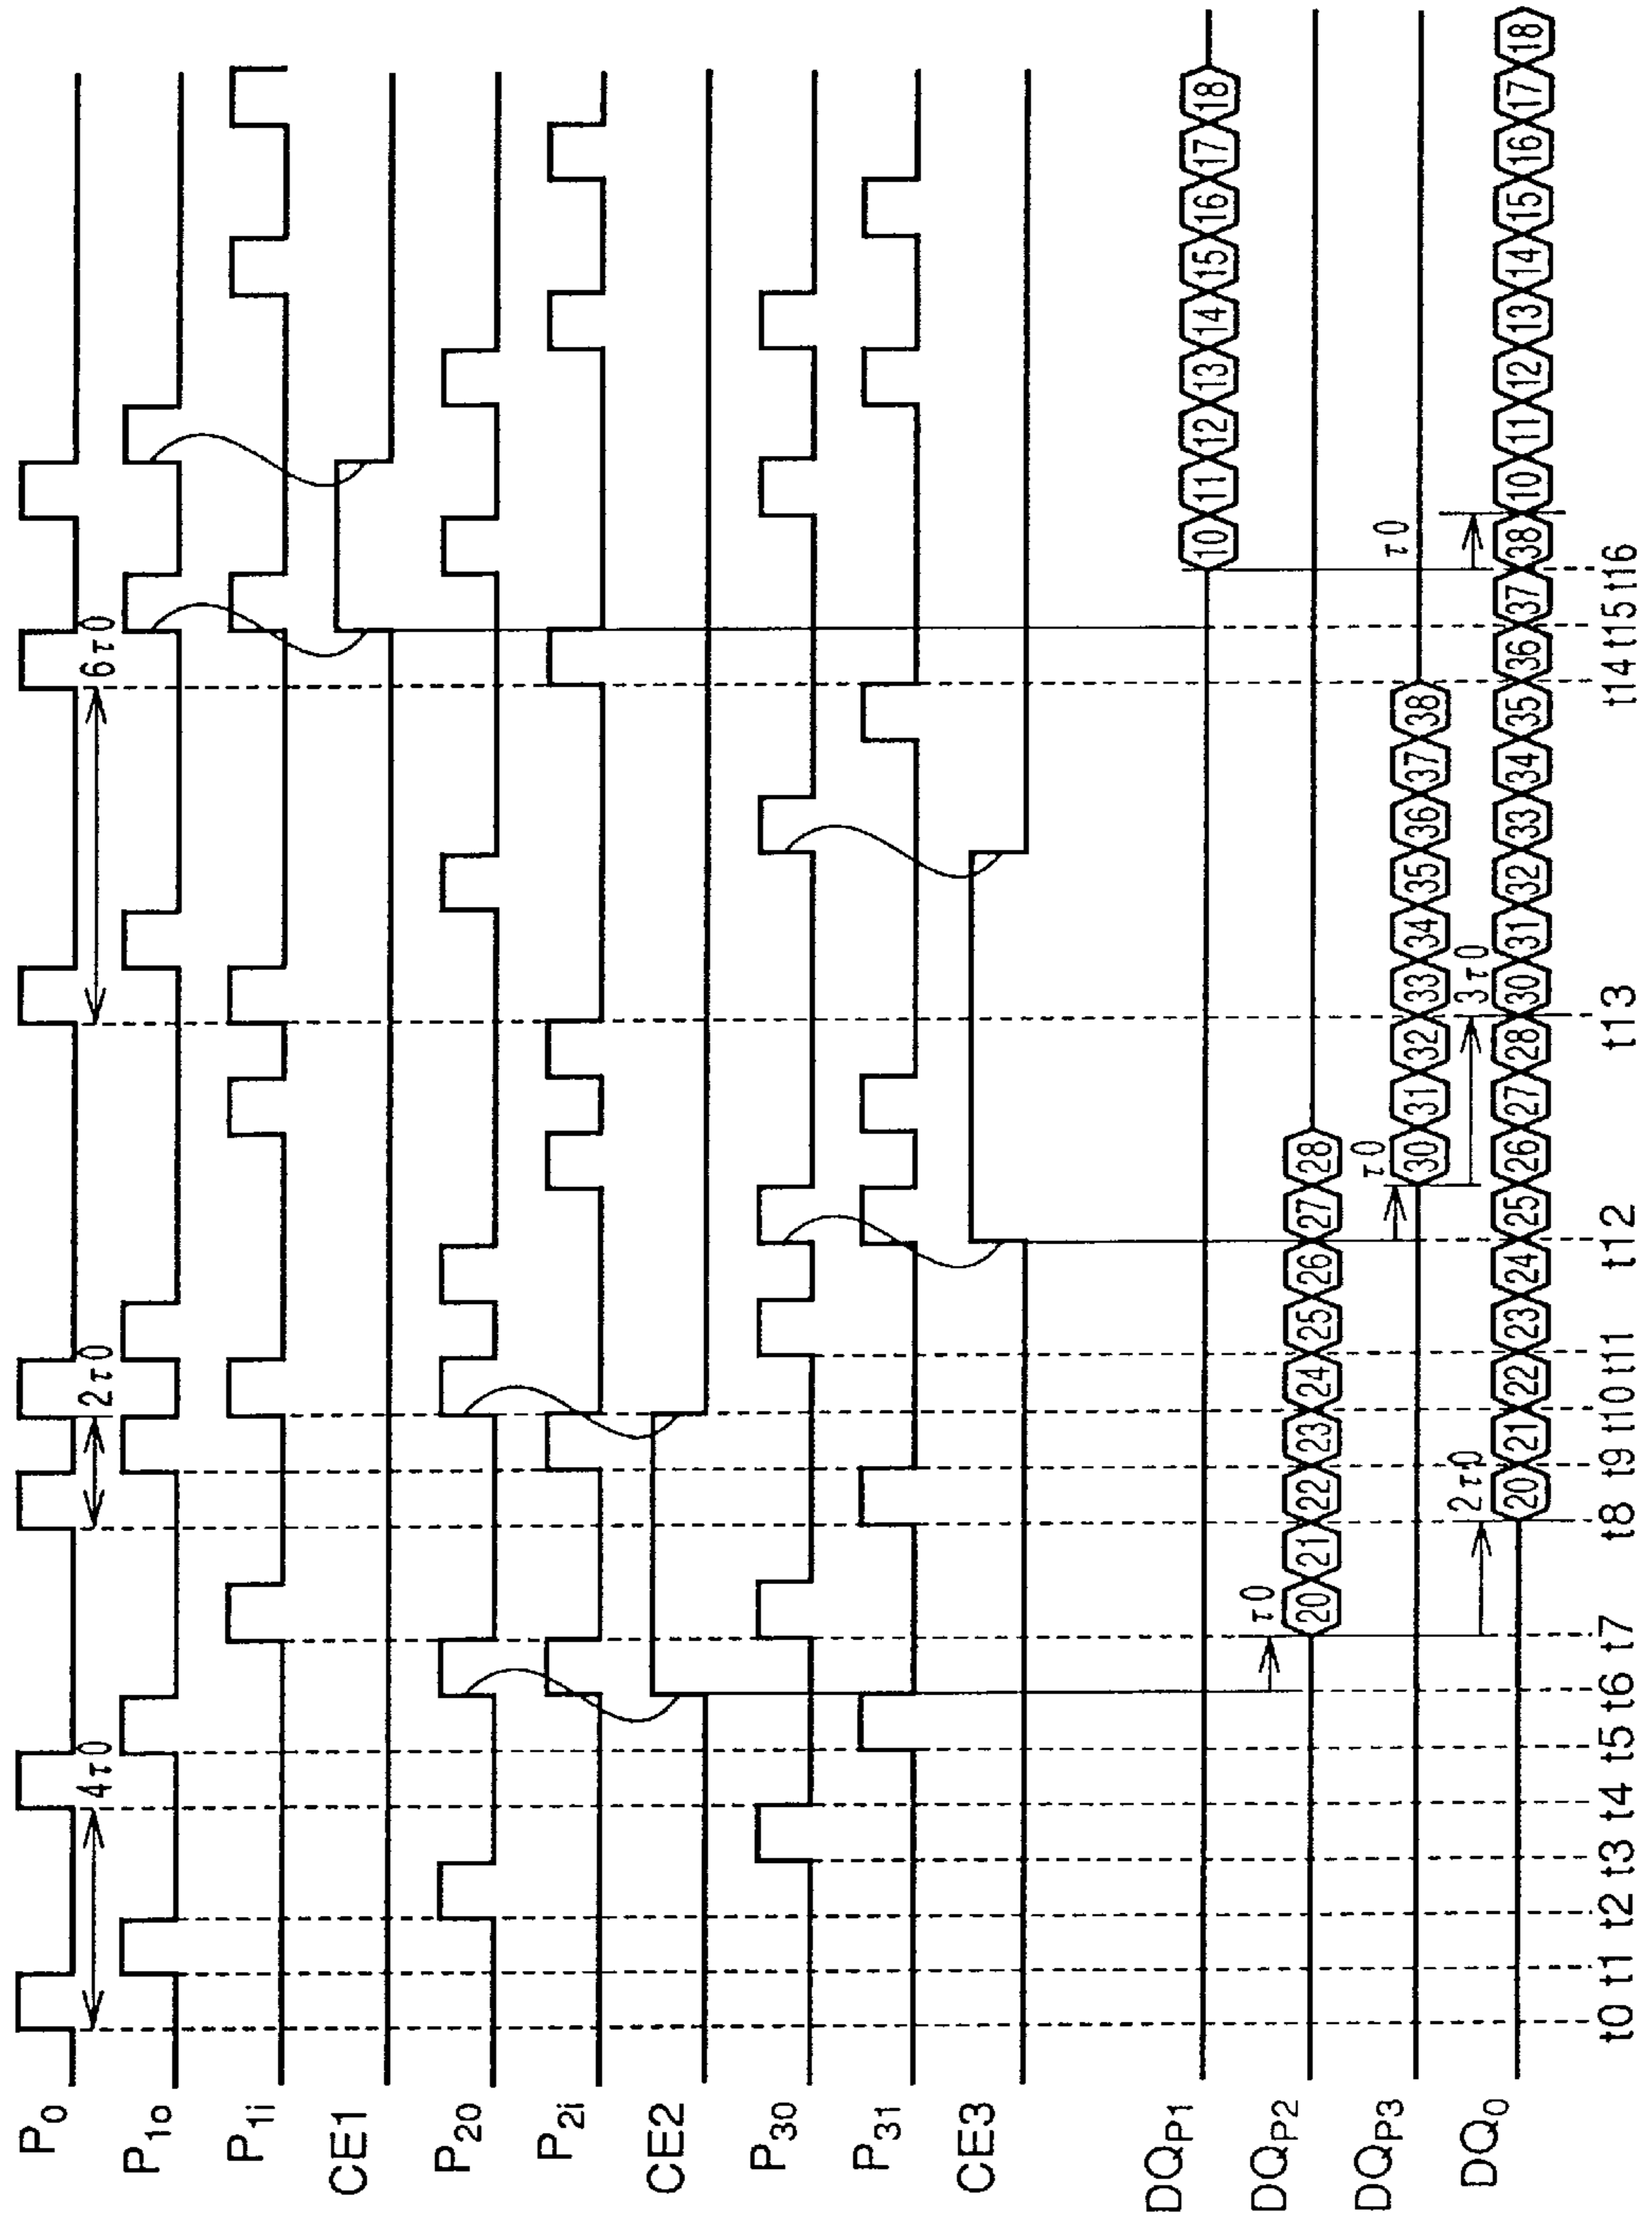 P0 4τ0 2τ0 6τ0
P1o
P1i
CE1
P2o
P2i
CE2
P30
P31
CE3
DQP1 10 11 12 13 14 15 16 17 18
τ0
DQP2 20 21 22 23 24 25 26 27 28
τ0 τ0
DQP3 30 31 32 33 34 35 36 37 38
2τ0 3τ0
DQ0 20 21 22 23 24 25 26 27 28 30 31 32 33 34 35 36 37 38 10 11 12 13 14 15 16 17 18
t0 t1 t2 t3 t4 t5 t6 t7 t8 t9 t10 t11 t12 t13 t14 t15 t16